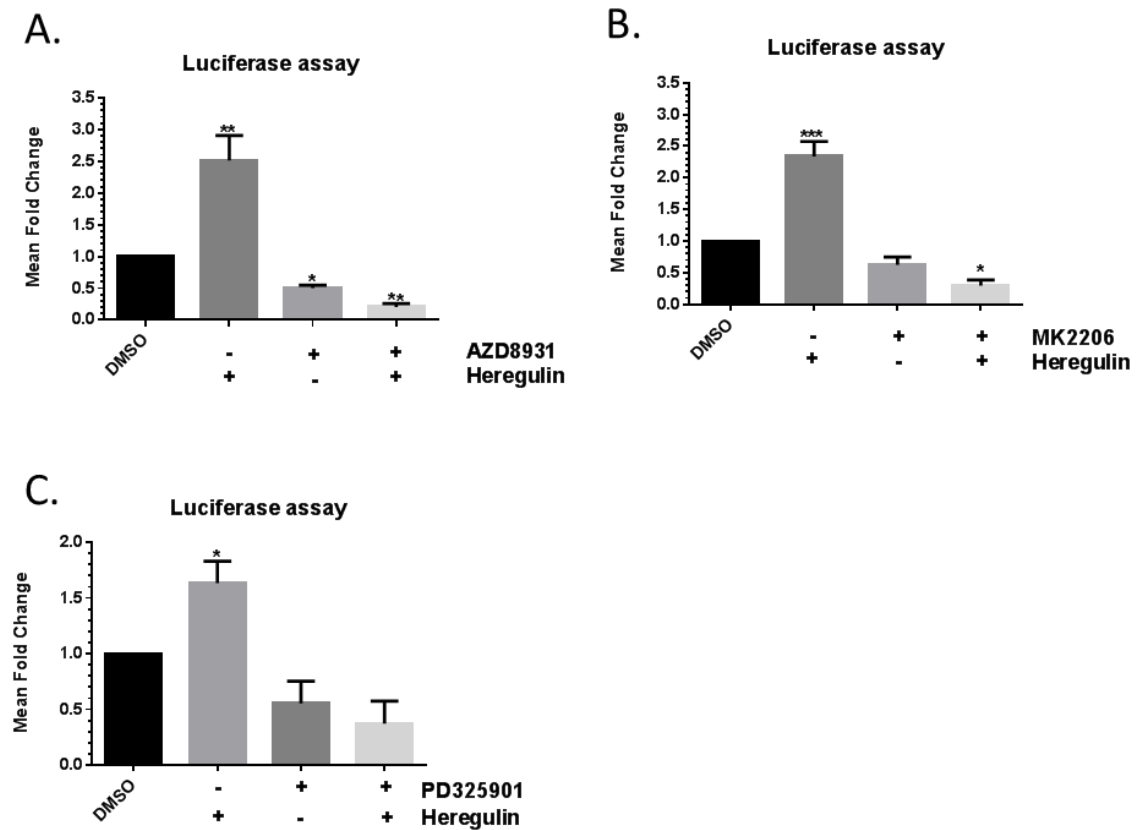 A.
Luciferase assay
Mean Fold Change
3.5
3.0
2.5
2.0
1.5
1.0
0.5
0.0
**
*
**
DMSO
- + + AZD8931
+ - + Heregulin
B.
Luciferase assay
Mean Fold Change
3.5
3.0
2.5
2.0
1.5
1.0
0.5
0.0
***
*
DMSO
- + + MK2206
+ - + Heregulin
C.
Luciferase assay
Mean Fold Change
2.0
1.5
1.0
0.5
0.0
*
DMSO
- + + PD325901
+ - + Heregulin